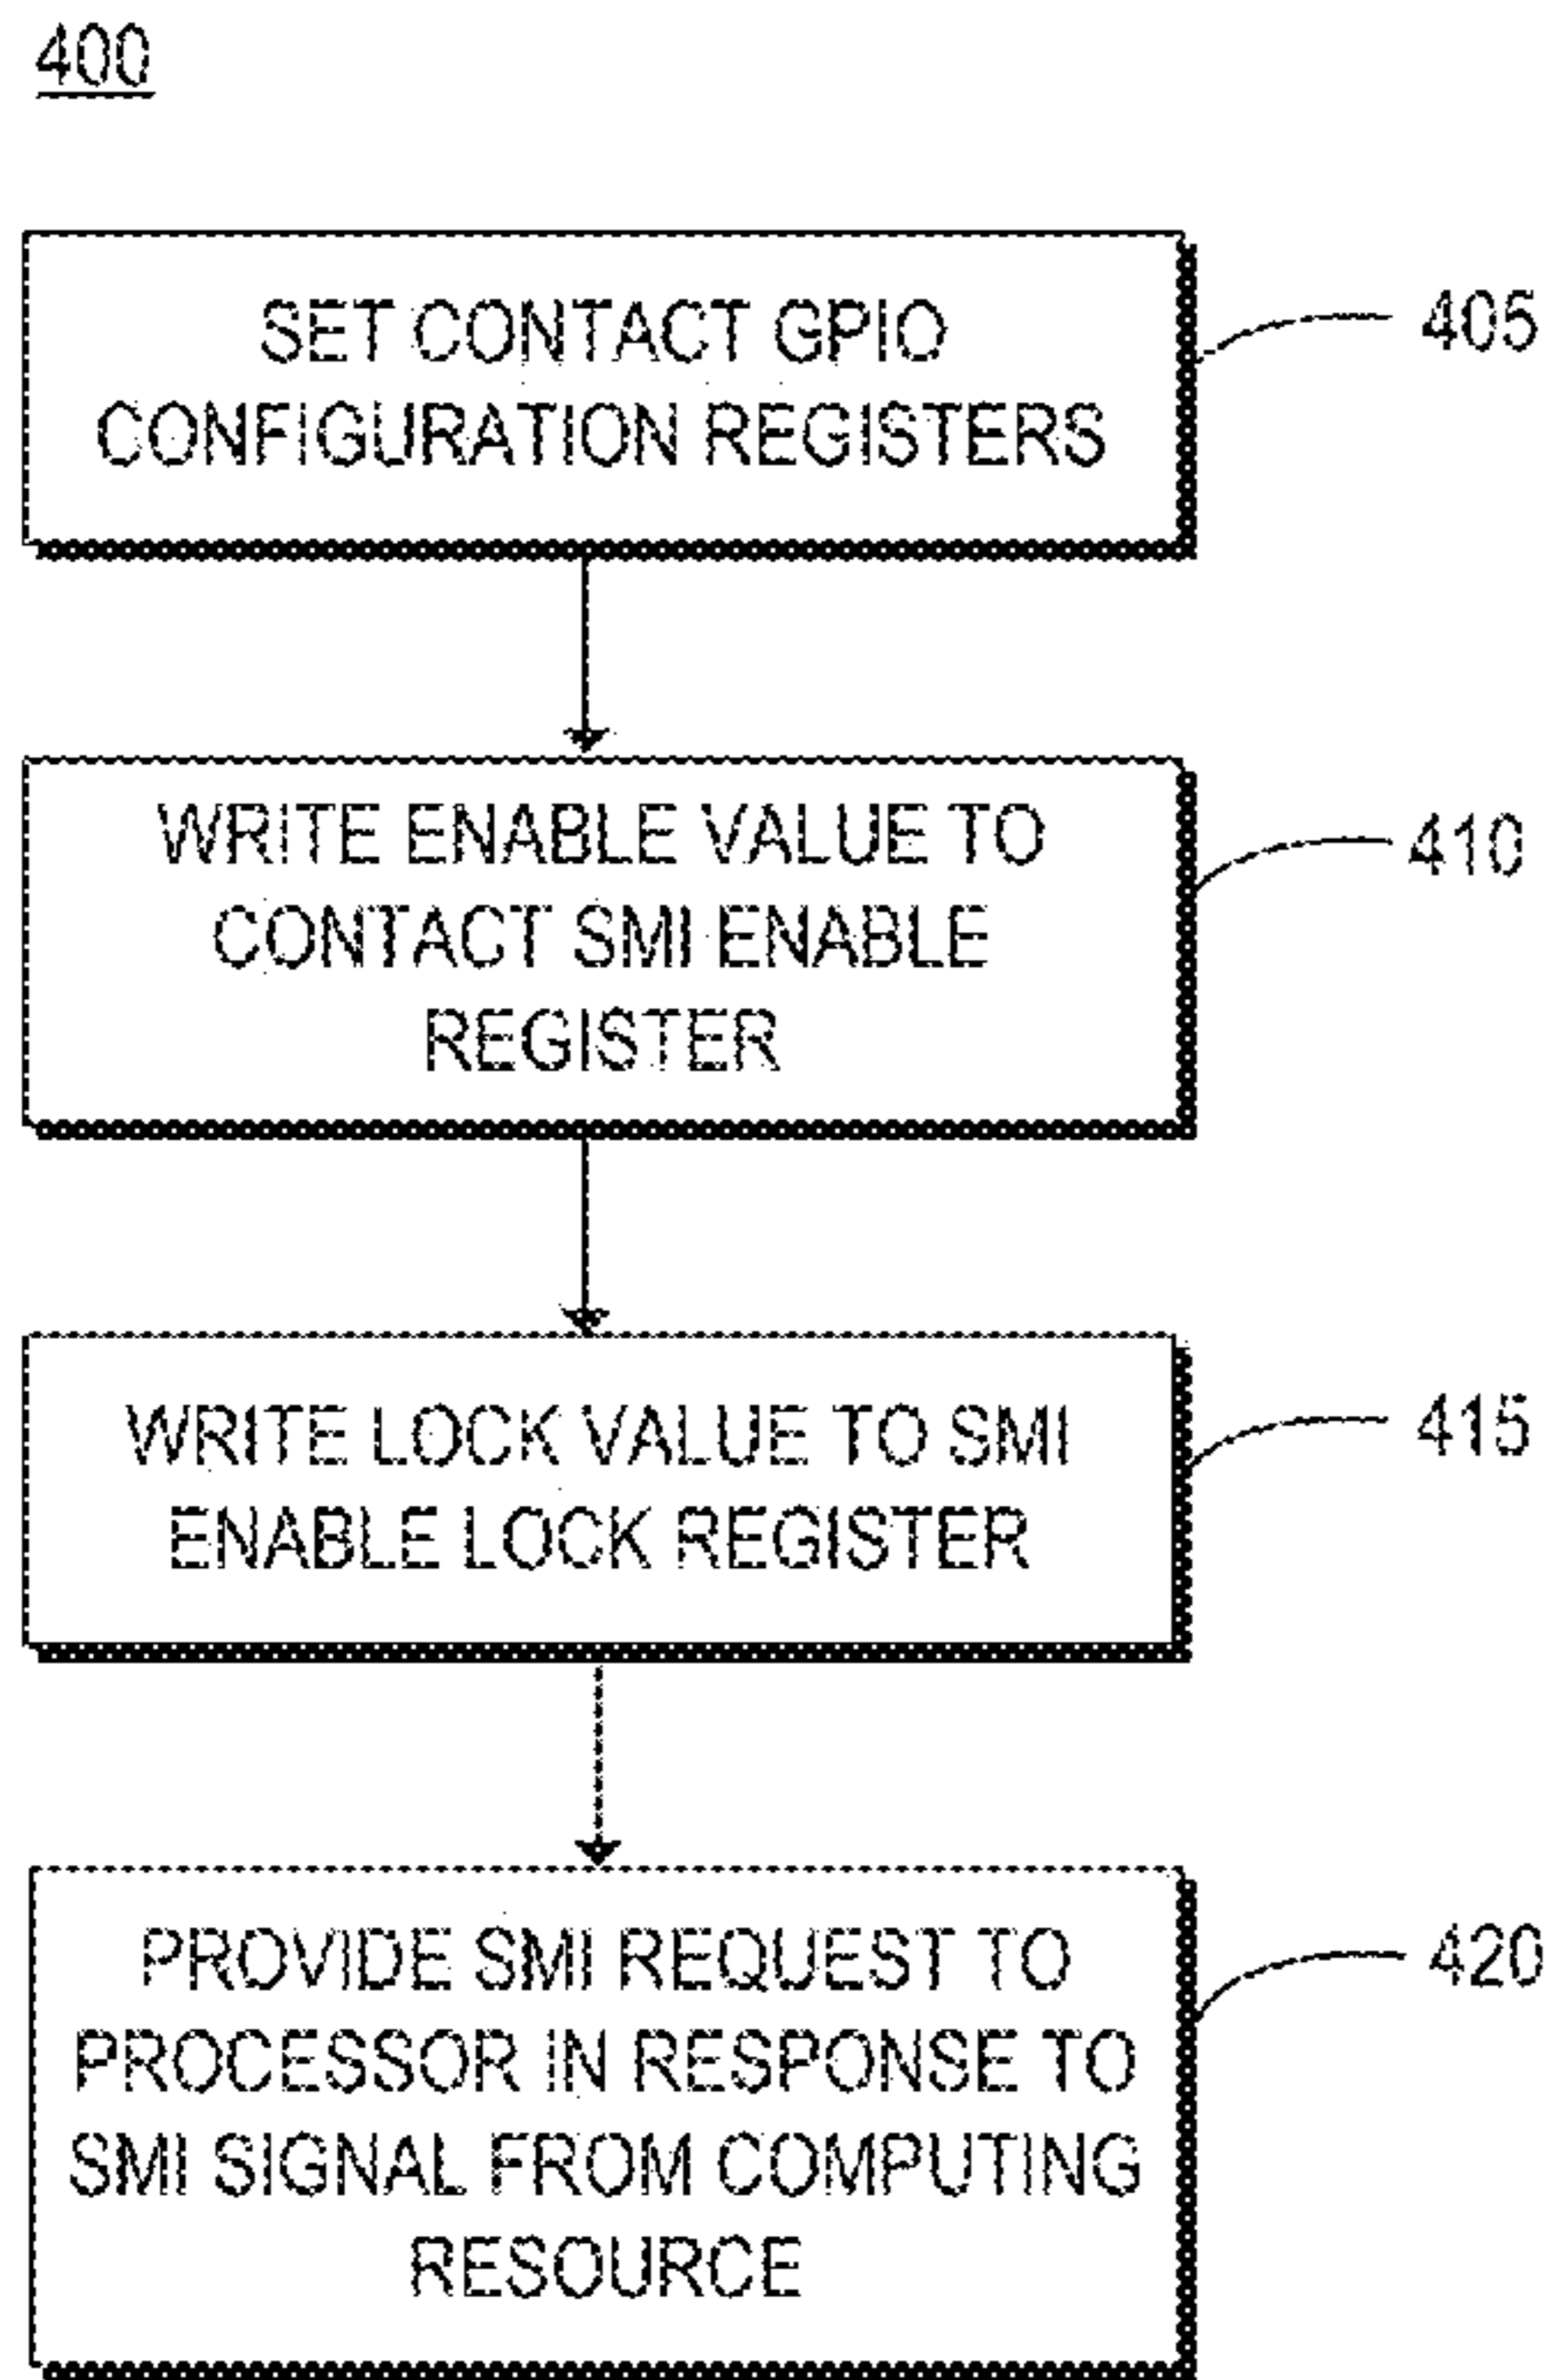 400
SET CONTACT GPIO
CONFIGURATION REGISTERS
405
WRITE ENABLE VALUE TO
CONTACT SMI ENABLE
REGISTER
410
WRITE LOCK VALUE TO SMI
ENABLE LOCK REGISTER
415
PROVIDE SMI REQUEST TO
PROCESSOR IN RESPONSE TO
SMI SIGNAL FROM COMPUTING
RESOURCE
420